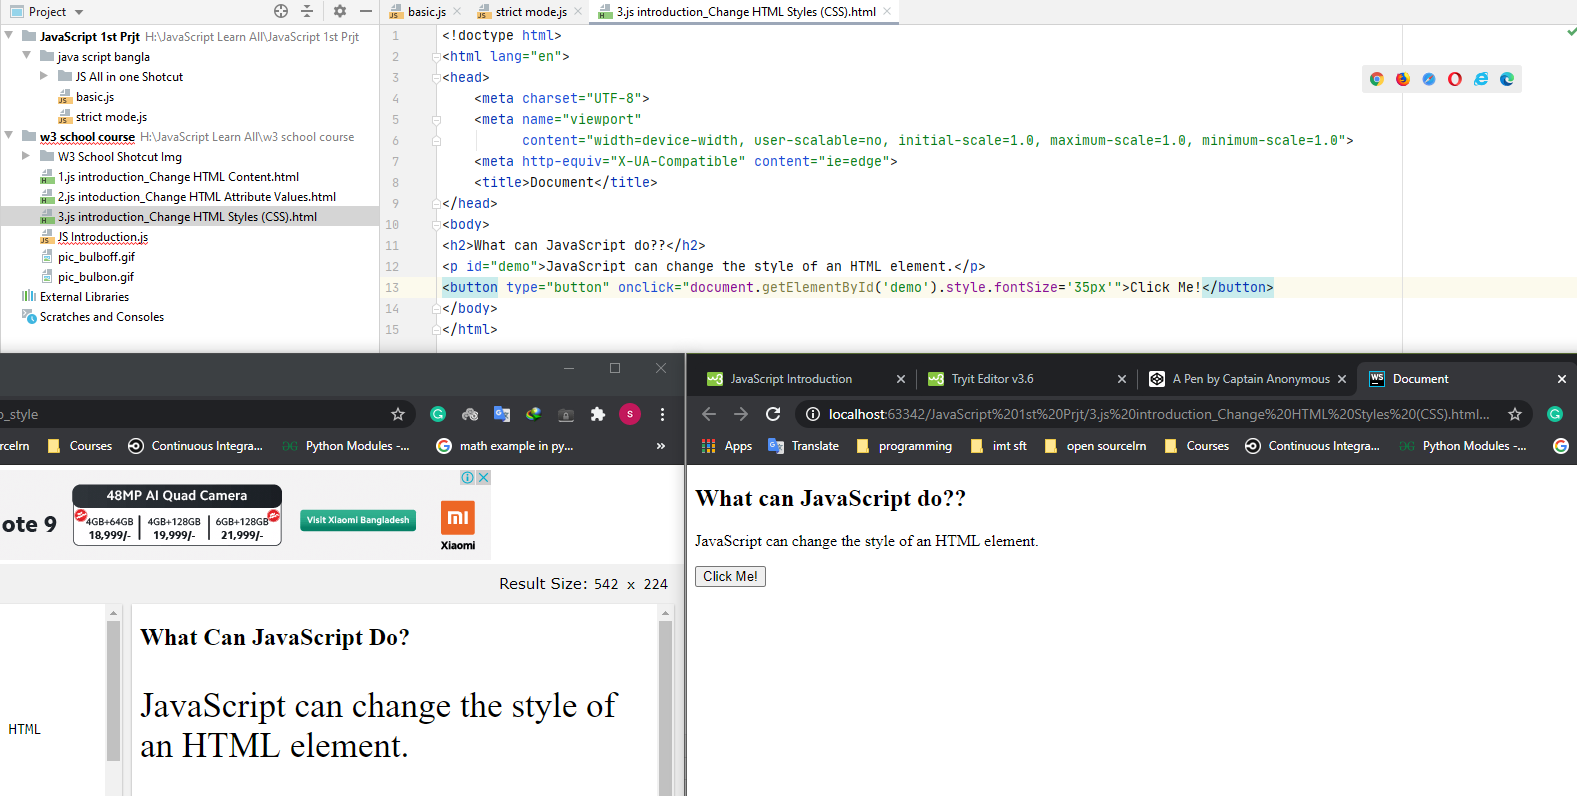 Project
basic.js
strict mode.js
3.js introduction_Change HTML Styles (CSS).html
JavaScript 1st Prjt H:\JavaScript Learn All\JavaScript 1st Prjt
java script bangla
JS All in one Shotcut
basic.js
strict mode.js
w3 school course H:\JavaScript Learn All\w3 school course
W3 School Shotcut Img
1.js introduction_Change HTML Content.html
2.js intoduction_Change HTML Attribute Values.html
3.js introduction_Change HTML Styles (CSS).html
JS Introduction.js
pic_bulboff.gif
pic_bulbon.gif
External Libraries
Scratches and Consoles
1 <!doctype html>
2 <html lang="en">
3 <head>
4 <meta charset="UTF-8">
5 <meta name="viewport"
6 content="width=device-width, user-scalable=no, initial-scale=1.0, maximum-scale=1.0, minimum-scale=1.0">
7 <meta http-equiv="X-UA-Compatible" content="ie=edge">
8 <title>Document</title>
9 </head>
10 <body>
11 <h2>What can JavaScript do??</h2>
12 <p id="demo">JavaScript can change the style of an HTML element.</p>
13 <button type="button" onclick="document.getElementById('demo').style.fontSize='35px'">Click Me!</button>
14 </body>
15 </html>
o_style
rcelrn
Courses
Continuous Integra...
Python Modules -...
math example in py...
»
ote 9
48MP AI Quad Camera
4GB+64GB 4GB+128GB 6GB+128GB
18,999/- 19,999/- 21,999/-
Visit Xiaomi Bangladesh
mi
Xiaomi
Result Size: 542 x 224
HTML
What Can JavaScript Do?
JavaScript can change the style of
an HTML element.
JavaScript Introduction
Tryit Editor v3.6
A Pen by Captain Anonymous
WS Document
localhost:63342/JavaScript%201st%20Prjt/3.js%20introduction_Change%20HTML%20Styles%20(CSS).html...
Apps
Translate
programming
imt sft
open sourcelrn
Courses
Continuous Integra...
Python Modules -...
What can JavaScript do??
JavaScript can change the style of an HTML element.
Click Me!